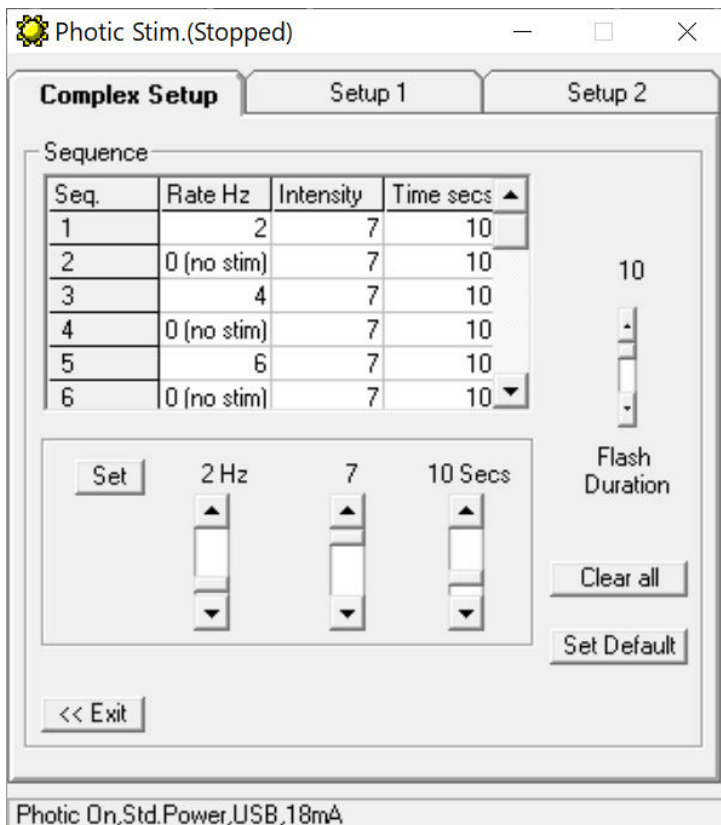 Photic Stim.(Stopped)
Complex Setup Setup 1 Setup 2
Sequence
Seq. Rate Hz Intensity Time secs
1 2 7 10
2 0 (no stim) 7 10
3 4 7 10
4 0 (no stim) 7 10
5 6 7 10
6 0 (no stim) 7 10
10
Flash
Duration
Set 2 Hz 7 10 Secs
Clear all
Set Default
<< Exit
Photic On,Std.Power,USB,18mA